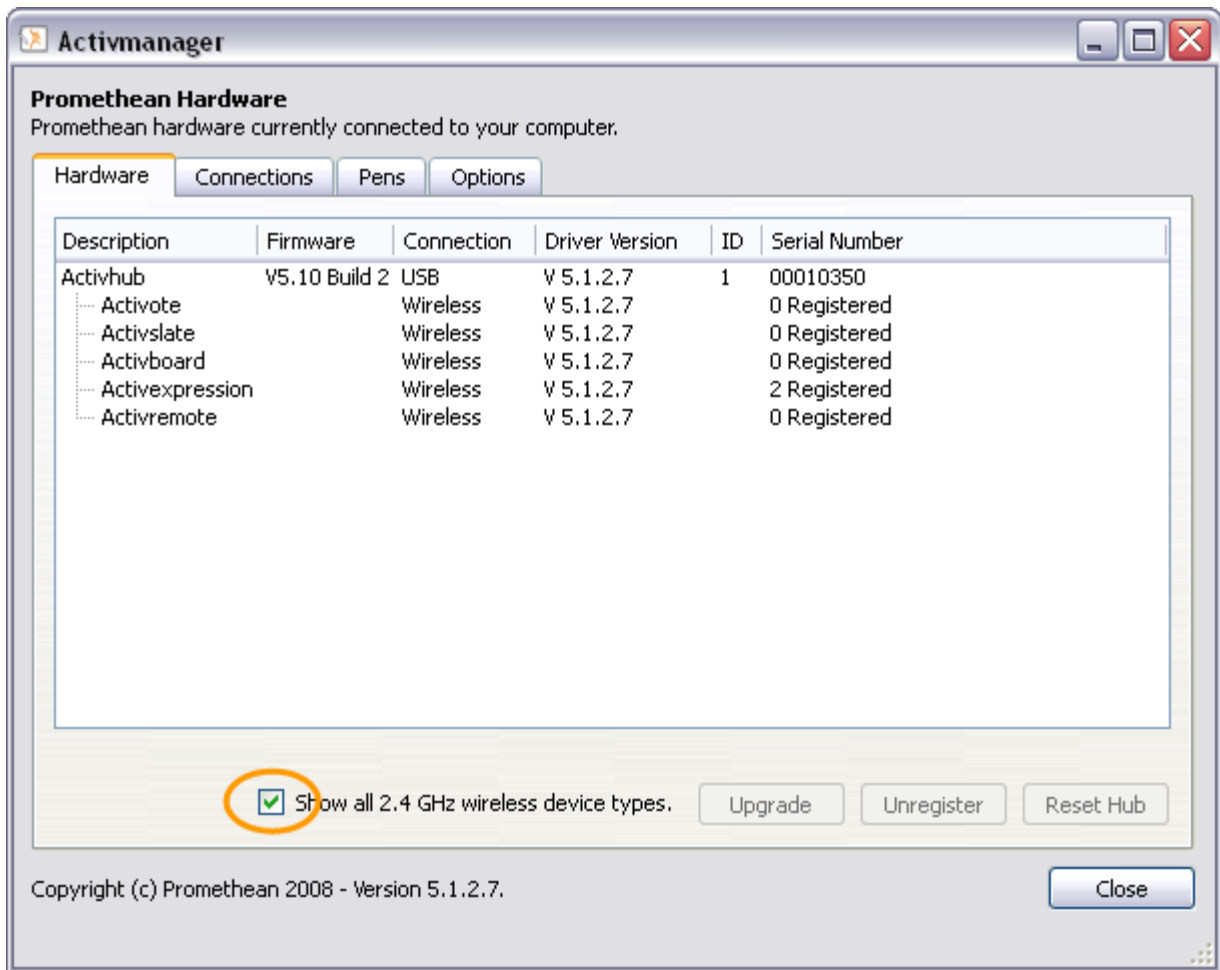 Activmanager
Promethean Hardware
Promethean hardware currently connected to your computer.
Hardware Connections Pens Options
Description Firmware Connection Driver Version ID Serial Number
Activhub V5.10 Build 2 USB V 5.1.2.7 1 00010350
Activote Wireless V 5.1.2.7 0 Registered
Activslate Wireless V 5.1.2.7 0 Registered
Activboard Wireless V 5.1.2.7 0 Registered
Activexpression Wireless V 5.1.2.7 2 Registered
Activremote Wireless V 5.1.2.7 0 Registered
Show all 2.4 GHz wireless device types. Upgrade Unregister Reset Hub
Copyright (c) Promethean 2008 - Version 5.1.2.7. Close